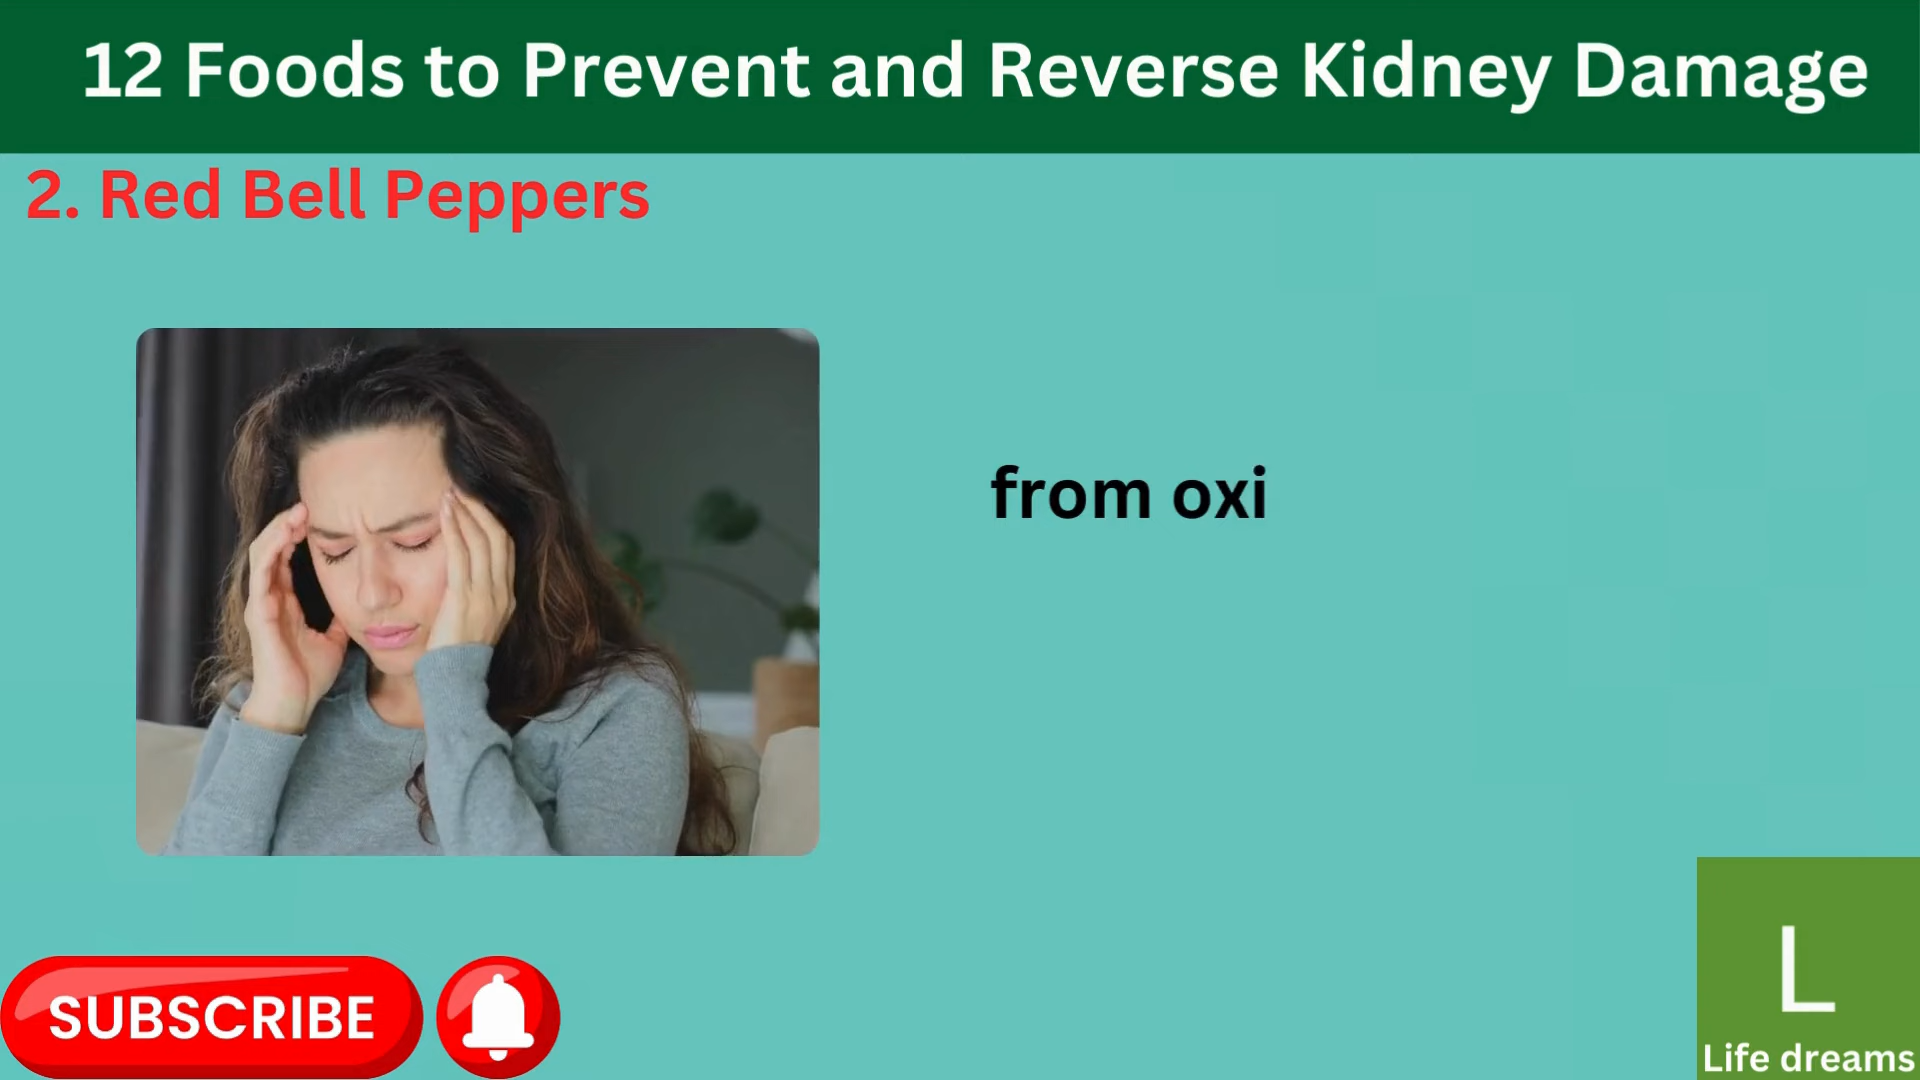 12 Foods to Prevent and Reverse Kidney Damage
2. Red Bell Peppers
from oxi
SUBSCRIBE
L
Life dreams